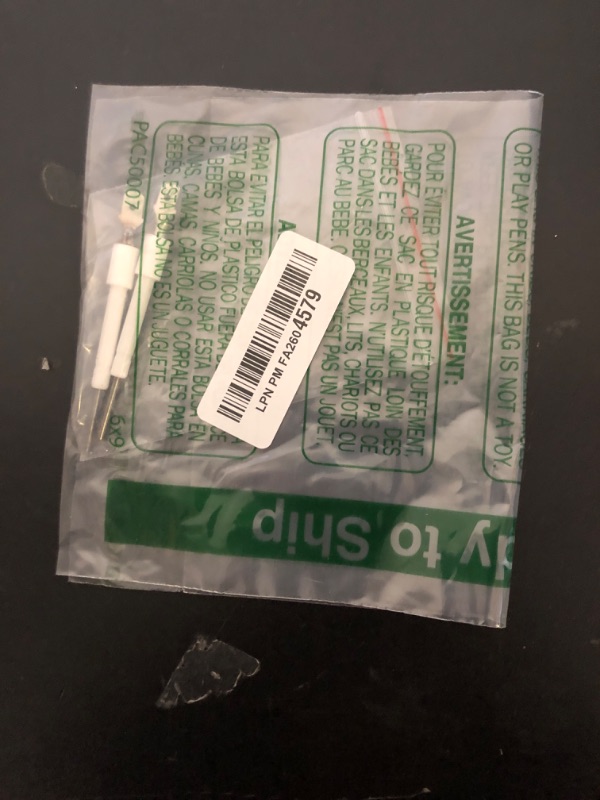 PAC50007
6x9
PARA EVITAR EL PELIGRO
ESTA BOLSA DE PLASTICO FUERA
DE BEBES Y NIÑOS. NO USAR ESTA BOLSA EN
CUNAS, CAMAS, CARRIOLAS O CORRALES PARA
BEBES. ESTA BOLSA NO ES UN JUGUETE.
LPN PM FA2604579
AVERTISSEMENT:
POUR ÉVITER TOUT RISQUE D'ÉTOUFFEMENT,
GARDEZ CE SAC EN PLASTIQUE LOIN DES
BÉBÉS ET LES ENFANTS. N'UTILISEZ PAS CE
SAC DANS LES BERCEAUX, LITS, CHARIOTS OU
PARC AU BEBE. EST PAS UN JOUET.
OR PLAY PENS. THIS BAG IS NOT A TOY.
dy to Ship